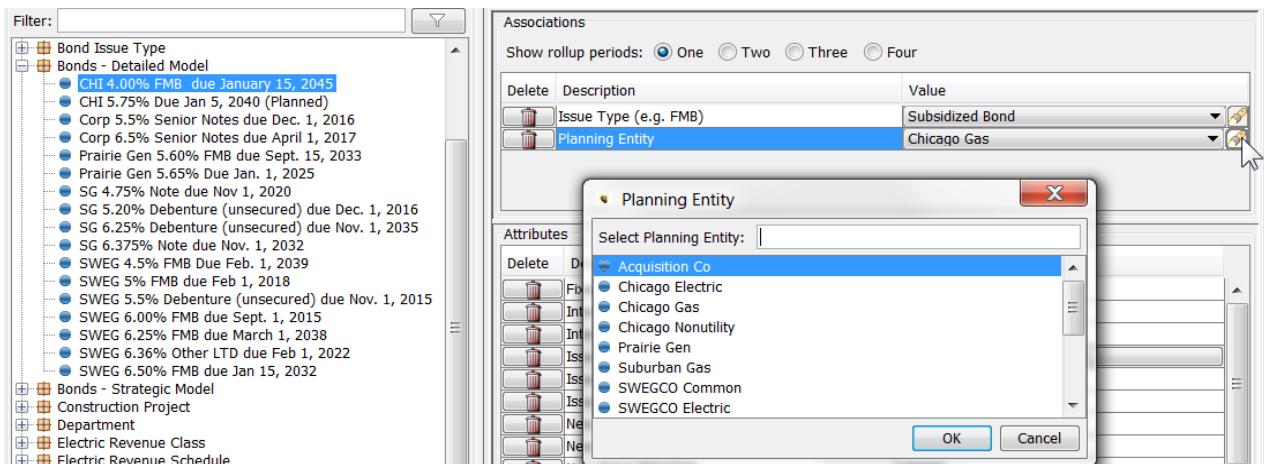 Filter:
Bond Issue Type
Bonds - Detailed Model
CHI 4.00% FMB due January 15, 2045
CHI 5.75% Due Jan 5, 2040 (Planned)
Corp 5.5% Senior Notes due Dec. 1, 2016
Corp 6.5% Senior Notes due April 1, 2017
Prairie Gen 5.60% FMB due Sept. 15, 2033
Prairie Gen 5.65% Due Jan. 1, 2025
SG 4.75% Note due Nov 1, 2020
SG 5.20% Debenture (unsecured) due Dec. 1, 2016
SG 6.25% Debenture (unsecured) due Nov. 1, 2035
SG 6.375% Note due Nov. 1, 2032
SWEG 4.5% FMB Due Feb. 1, 2039
SWEG 5% FMB due Feb 1, 2018
SWEG 5.5% Debenture (unsecured) due Nov. 1, 2015
SWEG 6.00% FMB due Sept. 1, 2015
SWEG 6.25% FMB due March 1, 2038
SWEG 6.36% Other LTD due Feb 1, 2022
SWEG 6.50% FMB due Jan 15, 2032
Bonds - Strategic Model
Construction Project
Department
Electric Revenue Class
Electric Revenue Schedule
Associations
Show rollup periods: One Two Three Four
Delete Description Value
Issue Type (e.g. FMB) Subsidized Bond
Planning Entity Chicago Gas
Planning Entity
Select Planning Entity:
Acquisition Co
Chicago Electric
Chicago Gas
Chicago Nonutility
Prairie Gen
Suburban Gas
SWEGCO Common
SWEGCO Electric
OK Cancel
Attributes
Delete De
Fix
Int
Int
Iss
Iss
Iss
Ne
Ne